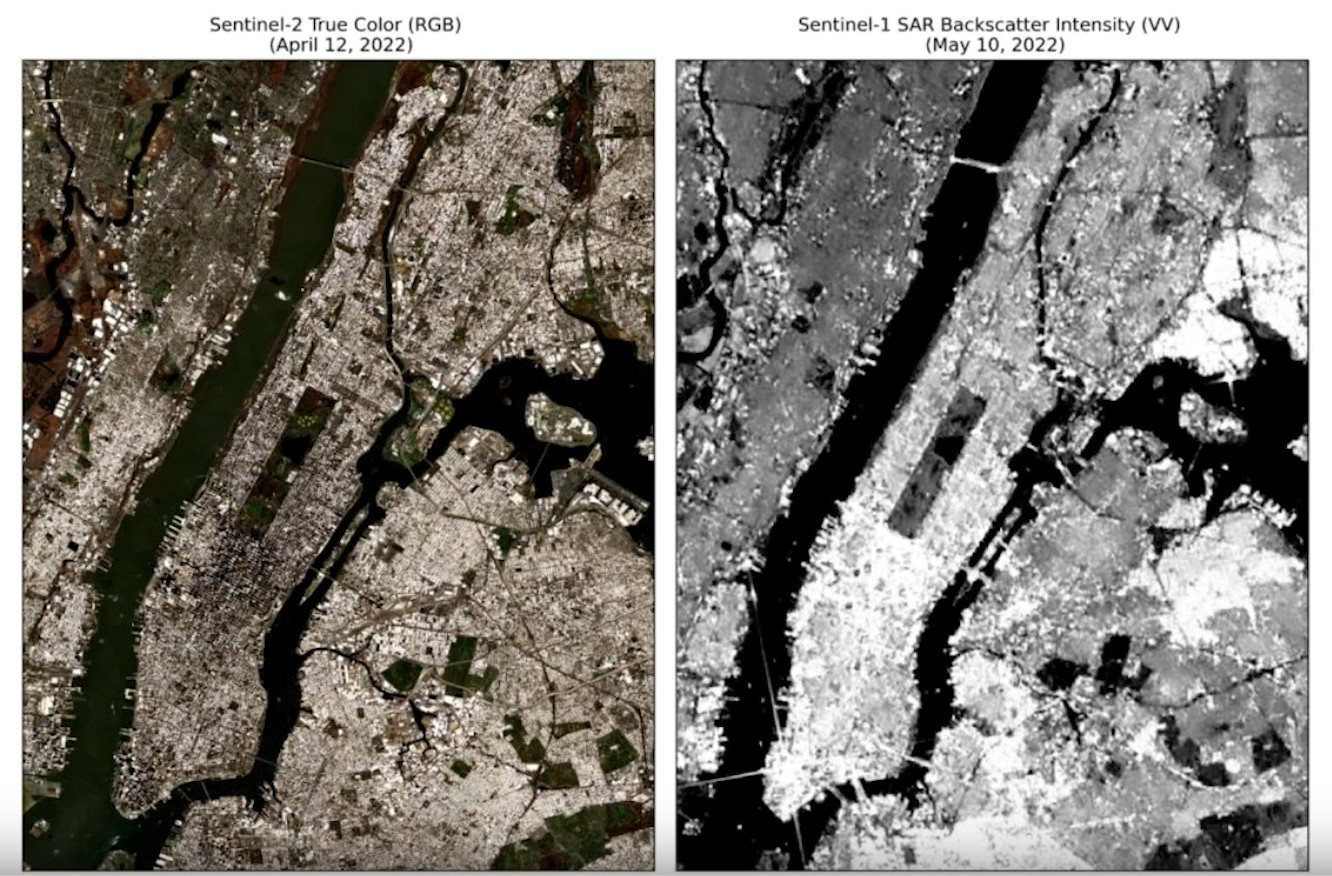 Sentinel-2 True Color (RGB)
(April 12, 2022)
Sentinel-1 SAR Backscatter Intensity (VV)
(May 10, 2022)